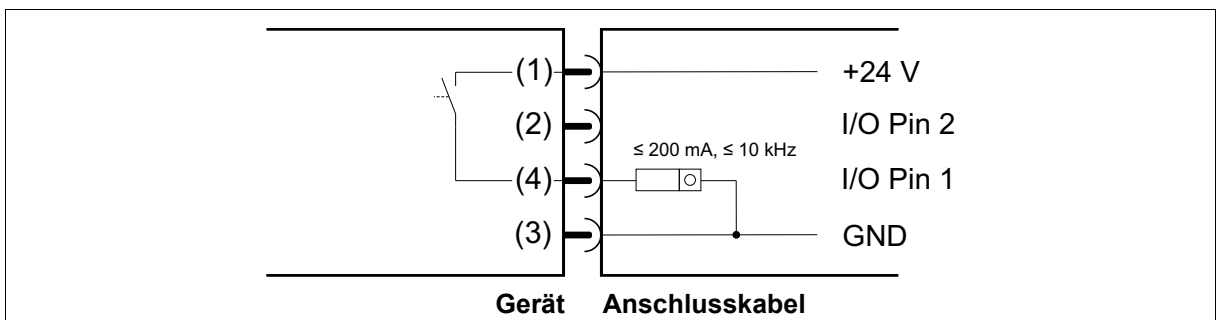 (1) +24 V
(2) I/O Pin 2
≤ 200 mA, ≤ 10 kHz
(4) I/O Pin 1
(3) GND
Gerät Anschlusskabel